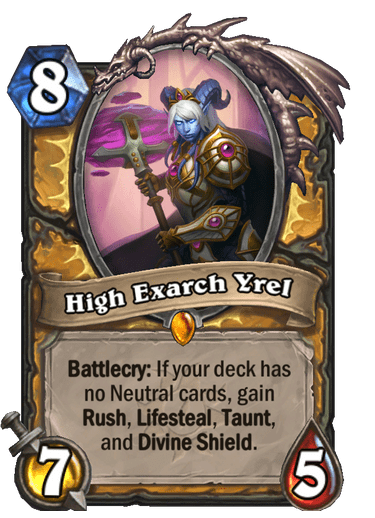 8
High Exarch Yrel
Battlecry: If your deck has
no Neutral cards, gain
Rush, Lifesteal, Taunt,
and Divine Shield.
7
5